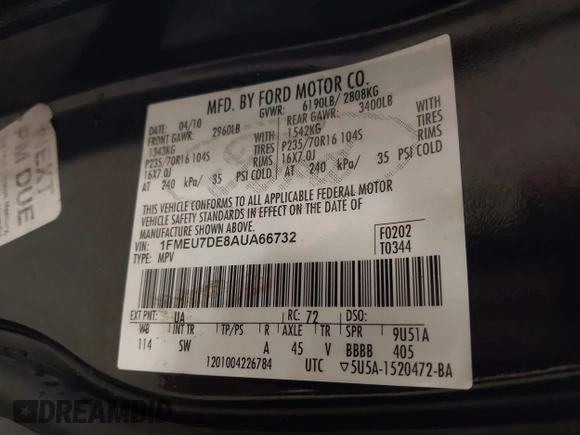 MFD. BY FORD MOTOR CO.
DATE: 04/10 GVWR: 6190LB/ 2808KG
FRONT GAWR: 2960LB REAR GAWR: 3400LB
1343KG 1542KG
P235/70R16 104S TIRES P235/70R16 104S TIRES
16X7.0J RIMS 16X7.0J RIMS
AT 240 kPa/ 35 PSI COLD AT 240 kPa/ 35 PSI COLD
THIS VEHICLE CONFORMS TO ALL APPLICABLE FEDERAL MOTOR
VEHICLE SAFETY STANDARDS IN EFFECT ON THE DATE OF
MANUFACTURE SHOWN ABOVE.
VIN: 1FMEU7DE8AUA66732 F0202
TYPE: MPV T0344
EXT PNT: UA RC: 72 DSO:
WB INT TR TP/PS R AXLE TR SPR 9U51A
114 SW A 45 V BBBB 405
1201004226784 UTC ▽5U5A-1520472-BA
NEXT
PM DUE
DREAMBID